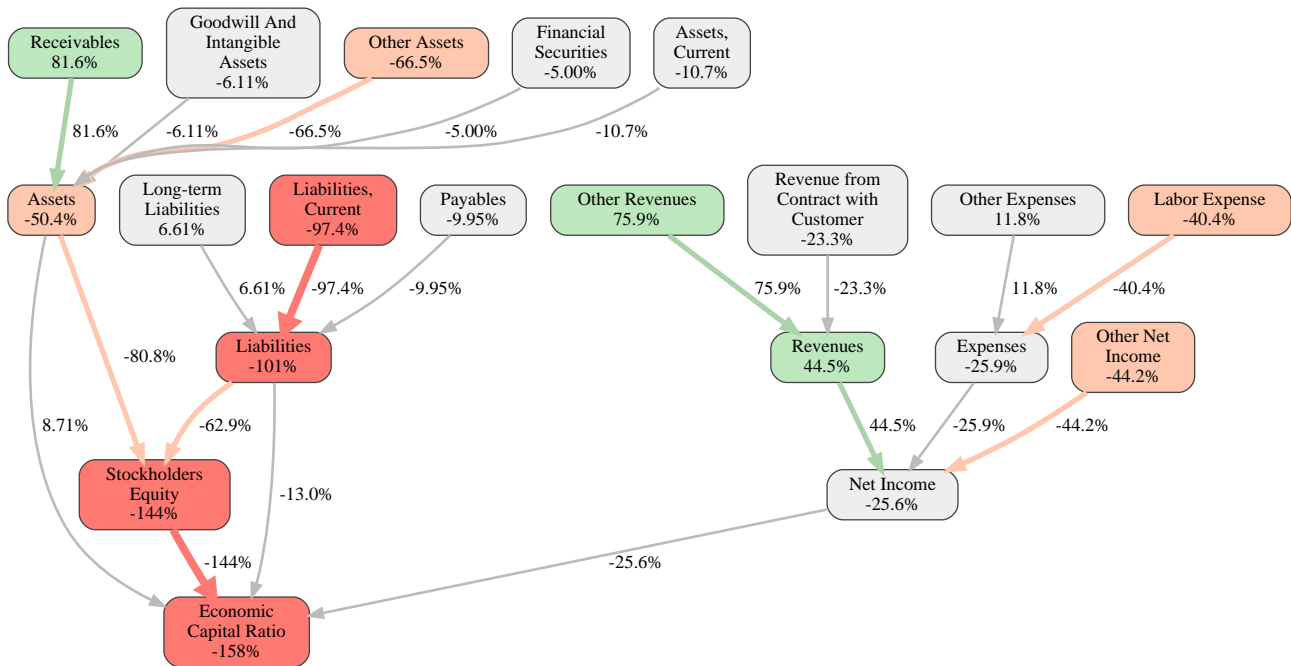 Receivables
81.6%
Goodwill And
Intangible
Assets
-6.11%
Other Assets
-66.5%
Financial
Securities
-5.00%
Assets,
Current
-10.7%
81.6%
-6.11%
-66.5%
-5.00%
-10.7%
Assets
-50.4%
Long-term
Liabilities
6.61%
Liabilities,
Current
-97.4%
Payables
-9.95%
Other Revenues
75.9%
Revenue from
Contract with
Customer
-23.3%
Other Expenses
11.8%
Labor Expense
-40.4%
6.61%
-97.4%
-9.95%
75.9%
-23.3%
11.8%
-40.4%
-80.8%
Liabilities
-101%
Revenues
44.5%
Expenses
-25.9%
Other Net
Income
-44.2%
8.71%
-62.9%
44.5%
-25.9%
-44.2%
Stockholders
Equity
-144%
-13.0%
Net Income
-25.6%
-144%
-25.6%
Economic
Capital Ratio
-158%